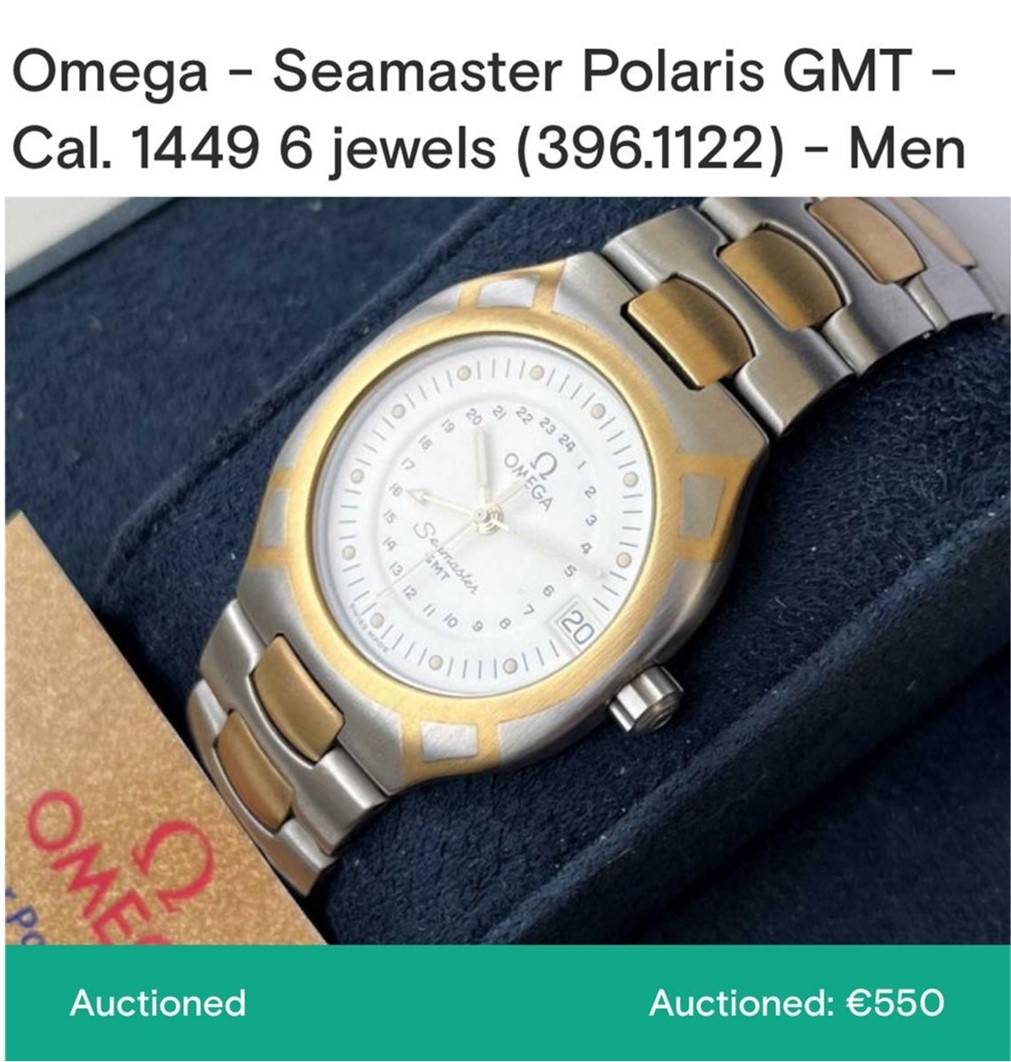 Omega - Seamaster Polaris GMT -
Cal. 1449 6 jewels (396.1122) - Men
20 21 22 23 24 1 2 3 4 5 6 7 8 9 10 11 12 13 14 15 16 17 18 19
Ω
OMEGA
Seamaster
GMT
20
SWISS MADE
Ω
OME
Po
Auctioned
Auctioned: €550